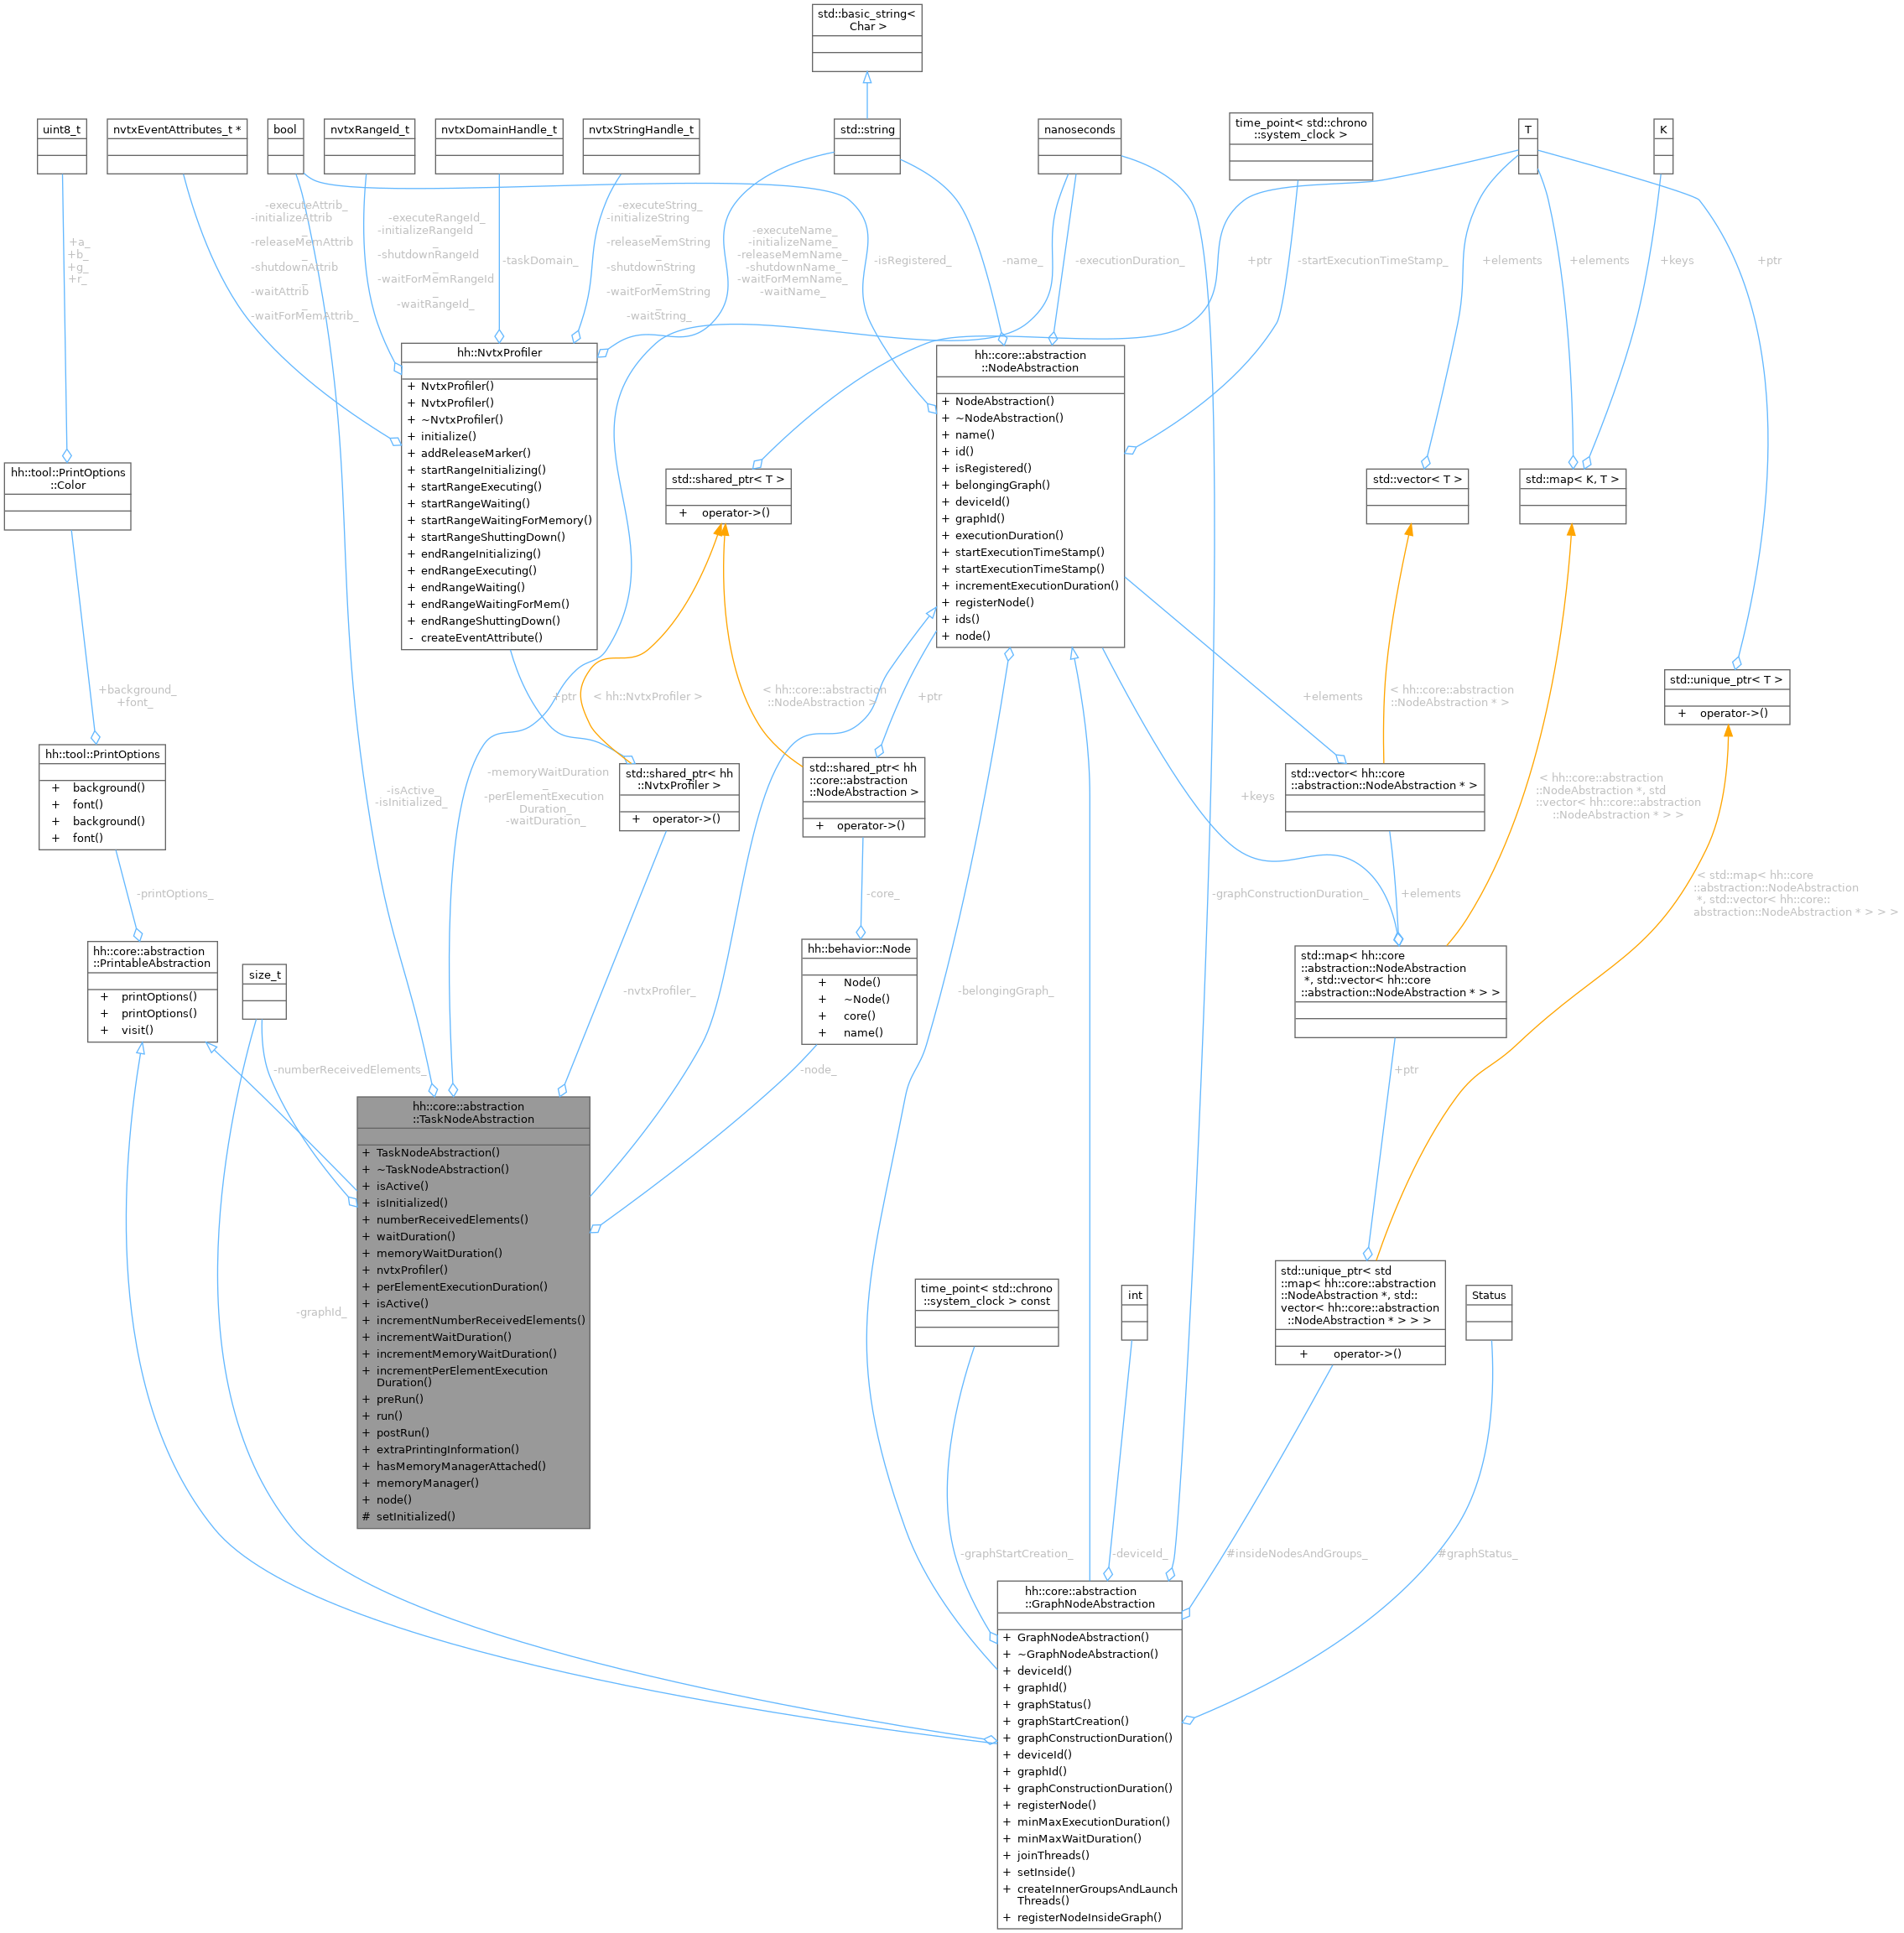 std::basic_string<
Char >
uint8_t
nvtxEventAttributes_t *
bool
nvtxRangeId_t
nvtxDomainHandle_t
nvtxStringHandle_t
std::string
nanoseconds
time_point< std::chrono
::system_clock >
T
K
+a_
+b_
+g_
+r_
-executeAttrib_
-initializeAttrib
_
-releaseMemAttrib
_
-shutdownAttrib
_
-waitAttrib
_
-waitForMemAttrib_
-executeRangeId_
-initializeRangeId
_
-shutdownRangeId
_
-waitForMemRangeId
_
-waitRangeId_
-taskDomain_
-executeString_
-initializeString
_
-releaseMemString
_
-shutdownString
_
-waitForMemString
_
-waitString_
-executeName_
-initializeName_
-releaseMemName_
-shutdownName_
-waitForMemName_
-waitName_
-isRegistered_
-name_
-executionDuration_
+ptr
-startExecutionTimeStamp_
+elements
+elements
+keys
+ptr
hh::NvtxProfiler
+ NvtxProfiler()
+ NvtxProfiler()
+ ~NvtxProfiler()
+ initialize()
+ addReleaseMarker()
+ startRangeInitializing()
+ startRangeExecuting()
+ startRangeWaiting()
+ startRangeWaitingForMemory()
+ startRangeShuttingDown()
+ endRangeInitializing()
+ endRangeExecuting()
+ endRangeWaiting()
+ endRangeWaitingForMem()
+ endRangeShuttingDown()
- createEventAttribute()
hh::core::abstraction
::NodeAbstraction
+ NodeAbstraction()
+ ~NodeAbstraction()
+ name()
+ id()
+ isRegistered()
+ belongingGraph()
+ deviceId()
+ graphId()
+ executionDuration()
+ startExecutionTimeStamp()
+ startExecutionTimeStamp()
+ incrementExecutionDuration()
+ registerNode()
+ ids()
+ node()
hh::tool::PrintOptions
::Color
std::shared_ptr< T >
+ operator->()
std::vector< T >
std::map< K, T >
std::unique_ptr< T >
+ operator->()
+background_
+font_
+ptr
< hh::NvtxProfiler >
< hh::core::abstraction
::NodeAbstraction >
+ptr
+elements
< hh::core::abstraction
::NodeAbstraction * >
hh::tool::PrintOptions
+ background()
+ font()
+ background()
+ font()
-isActive_
-isInitialized_
-memoryWaitDuration
_
-perElementExecution
Duration_
-waitDuration_
std::shared_ptr< hh
::NvtxProfiler >
+ operator->()
std::shared_ptr< hh
::core::abstraction
::NodeAbstraction >
+ operator->()
+keys
std::vector< hh::core
::abstraction::NodeAbstraction * >
< hh::core::abstraction
::NodeAbstraction *, std
::vector< hh::core::abstraction
::NodeAbstraction * > >
-printOptions_
-core_
-graphConstructionDuration_
+elements
< std::map< hh::core
::abstraction::NodeAbstraction
*, std::vector< hh::core::
abstraction::NodeAbstraction * > > >
hh::core::abstraction
::PrintableAbstraction
+ printOptions()
+ printOptions()
+ visit()
size_t
-nvtxProfiler_
hh::behavior::Node
+ Node()
+ ~Node()
+ core()
+ name()
-belongingGraph_
std::map< hh::core
::abstraction::NodeAbstraction
*, std::vector< hh::core
::abstraction::NodeAbstraction * > >
-numberReceivedElements_
-node_
+ptr
hh::core::abstraction
::TaskNodeAbstraction
+ TaskNodeAbstraction()
+ ~TaskNodeAbstraction()
+ isActive()
+ isInitialized()
+ numberReceivedElements()
+ waitDuration()
+ memoryWaitDuration()
+ nvtxProfiler()
+ perElementExecutionDuration()
+ isActive()
+ incrementNumberReceivedElements()
+ incrementWaitDuration()
+ incrementMemoryWaitDuration()
+ incrementPerElementExecution
Duration()
+ preRun()
+ run()
+ postRun()
+ extraPrintingInformation()
+ hasMemoryManagerAttached()
+ memoryManager()
+ node()
# setInitialized()
-graphId_
time_point< std::chrono
::system_clock > const
int
std::unique_ptr< std
::map< hh::core::abstraction
::NodeAbstraction *, std::
vector< hh::core::abstraction
::NodeAbstraction * > > >
+ operator->()
Status
-graphStartCreation_
-deviceId_
#insideNodesAndGroups_
#graphStatus_
hh::core::abstraction
::GraphNodeAbstraction
+ GraphNodeAbstraction()
+ ~GraphNodeAbstraction()
+ deviceId()
+ graphId()
+ graphStatus()
+ graphStartCreation()
+ graphConstructionDuration()
+ deviceId()
+ graphId()
+ graphConstructionDuration()
+ registerNode()
+ minMaxExecutionDuration()
+ minMaxWaitDuration()
+ joinThreads()
+ setInside()
+ createInnerGroupsAndLaunch
Threads()
+ registerNodeInsideGraph()